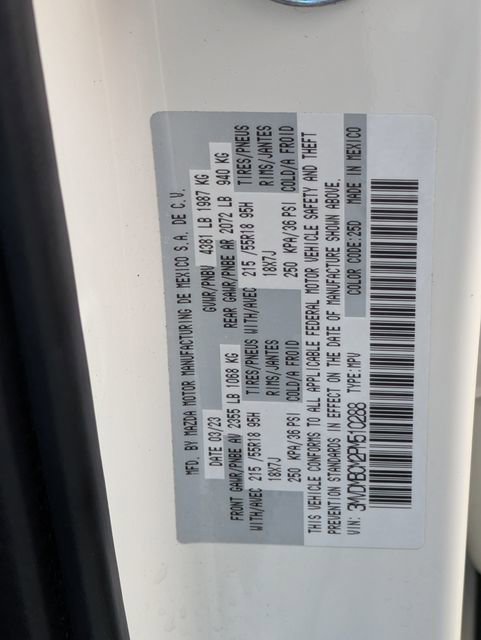 MFD. BY MAZDA MOTOR MANUFACTURING DE MEXICO S.A. DE C.V.
DATE 03/23 GVWR/PNBV 4381 LB 1987 KG
FRONT GAWR/PNBE AV 2355 LB 1068 KG REAR GAWR/PNBE AR 2072 LB 940 KG
WITH/AVEC 215 /55R18 95H TIRES/PNEUS WITH/AVEC 215 /55R18 95H TIRES/PNEUS
18X7J RIMS/JANTES 18X7J RIMS/JANTES
250 KPA/36 PSI COLD/A FROID 250 KPA/36 PSI COLD/A FROID
THIS VEHICLE CONFORMS TO ALL APPLICABLE FEDERAL MOTOR VEHICLE SAFETY AND THEFT
PREVENTION STANDARDS IN EFFECT ON THE DATE OF MANUFACTURE SHOWN ABOVE.
VIN: 3MVDMBCM2PM510288 TYPE:MPV COLOR CODE:25D MADE IN MEXICO